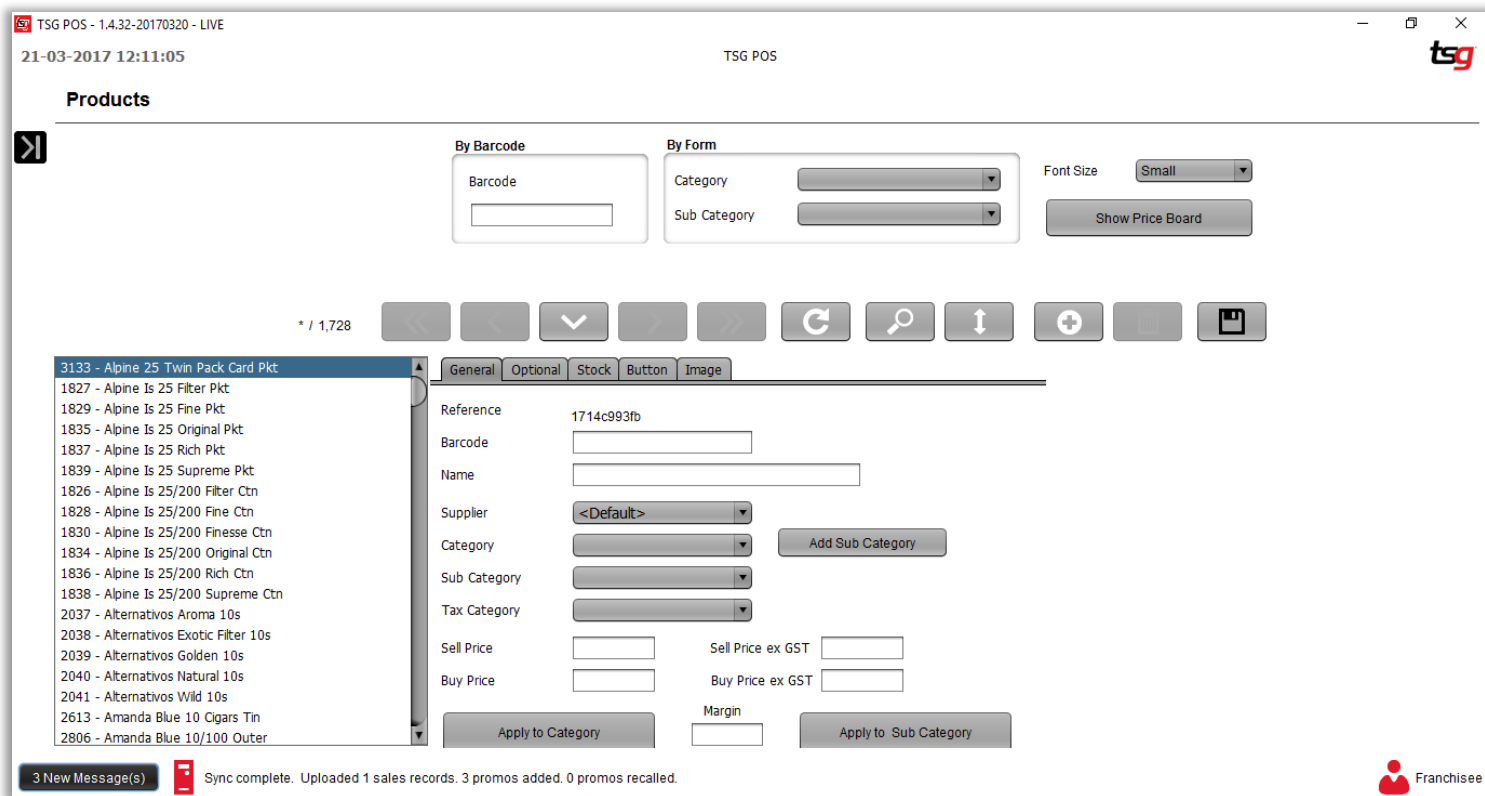 TSG POS - 1.4.32-20170320 - LIVE
21-03-2017 12:11:05
TSG POS
tsg
Products
By Barcode
By Form
Barcode
Category
Sub Category
Font Size
Small
Show Price Board
* / 1,728
3133 - Alpine 25 Twin Pack Card Pkt
1827 - Alpine Is 25 Filter Pkt
1829 - Alpine Is 25 Fine Pkt
1835 - Alpine Is 25 Original Pkt
1837 - Alpine Is 25 Rich Pkt
1839 - Alpine Is 25 Supreme Pkt
1826 - Alpine Is 25/200 Filter Ctn
1828 - Alpine Is 25/200 Fine Ctn
1830 - Alpine Is 25/200 Finesse Ctn
1834 - Alpine Is 25/200 Original Ctn
1836 - Alpine Is 25/200 Rich Ctn
1838 - Alpine Is 25/200 Supreme Ctn
2037 - Alternativos Aroma 10s
2038 - Alternativos Exotic Filter 10s
2039 - Alternativos Golden 10s
2040 - Alternativos Natural 10s
2041 - Alternativos Wild 10s
2613 - Amanda Blue 10 Cigars Tin
2806 - Amanda Blue 10/100 Outer
General Optional Stock Button Image
Reference 1714c993fb
Barcode
Name
Supplier <Default>
Category Add Sub Category
Sub Category
Tax Category
Sell Price Sell Price ex GST
Buy Price Buy Price ex GST
Margin
Apply to Category Apply to Sub Category
3 New Message(s) Sync complete. Uploaded 1 sales records. 3 promos added. 0 promos recalled. Franchisee